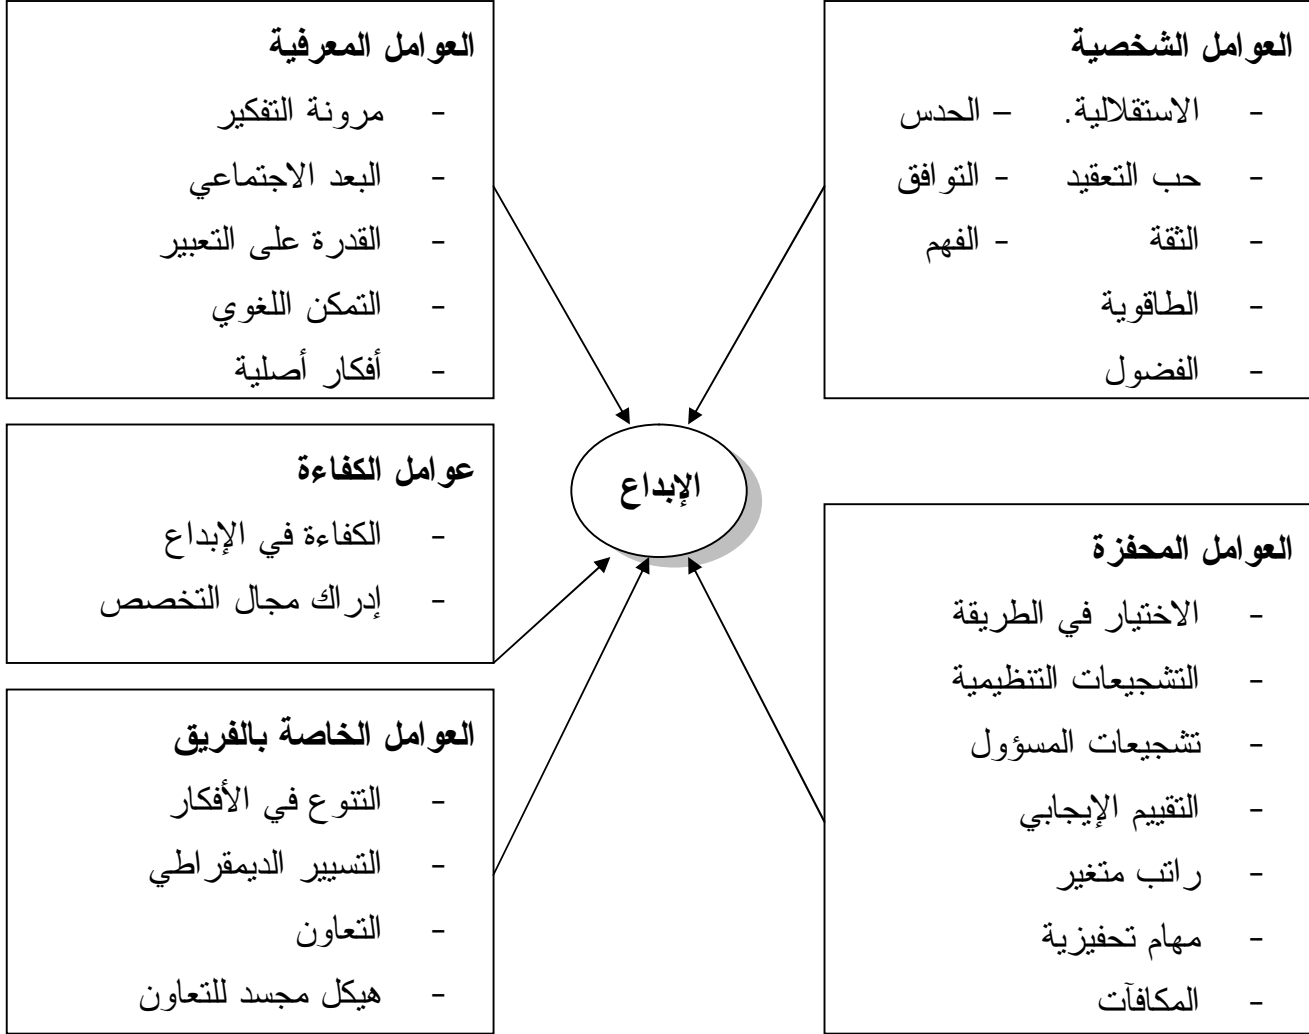 العوامل الشخصية
- الاستقلالية. – الحدس
- حب التعقيد - التوافق
- الثقة - الفهم
- الطاقوية
- الفضول
العوامل المعرفية
- مرونة التفكير
- البعد الاجتماعي
- القدرة على التعبير
- التمكن اللغوي
- أفكار أصلية
الإبداع
عوامل الكفاءة
- الكفاءة في الإبداع
- إدراك مجال التخصص
العوامل المحفزة
- الاختيار في الطريقة
- التشجيعات التنظيمية
- تشجيعات المسؤول
- التقييم الإيجابي
- راتب متغير
- مهام تحفيزية
- المكافآت
العوامل الخاصة بالفريق
- التنوع في الأفكار
- التسيير الديمقراطي
- التعاون
- هيكل مجسد للتعاون